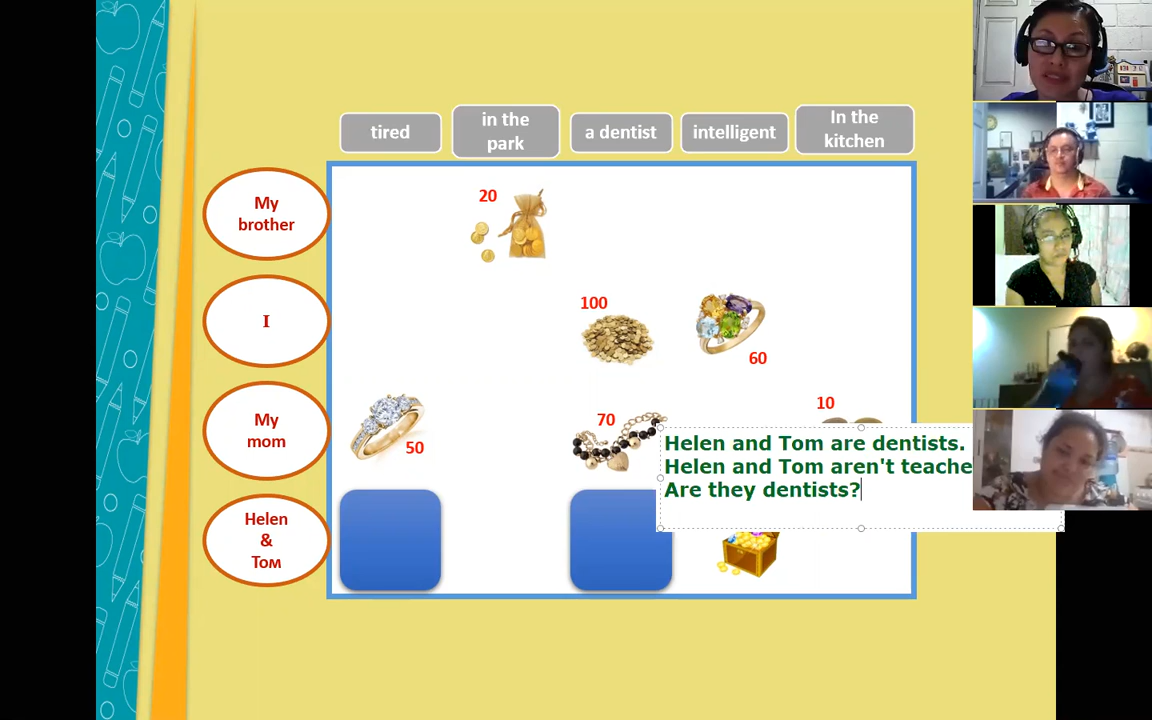 tired
in the
park
a dentist
intelligent
In the
kitchen
My
brother
20
I
100
60
My
mom
50
70
10
Helen and Tom are dentists.
Helen and Tom aren't
Are they dentists?
Helen
&
Tom